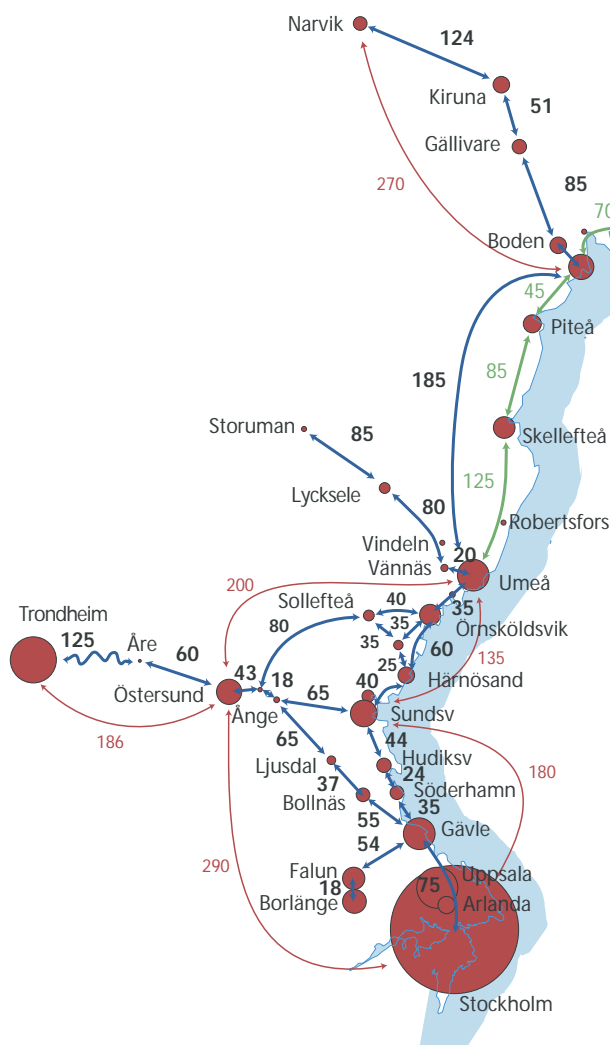 Narvik
124
Kiruna
51
Gällivare
270
85
70
Boden
45
Piteå
185
85
Storuman
85
Skellefteå
Lycksele
125
80
Robertsfors
Vindeln
20
Vännäs
Umeå
200
Sollefteå
40
35
Trondheim
80
35
Örnsköldsvik
125
Åre
35
60
135
60
25
Östersund
43
18
40
Härnösand
Ånge
65
Sundsv
186
65
44
Hudiksv
180
Ljusdal
24
37
Söderhamn
Bollnäs
35
55
Gävle
54
290
Falun
Uppsala
18
75
Borlänge
Arlanda
Stockholm